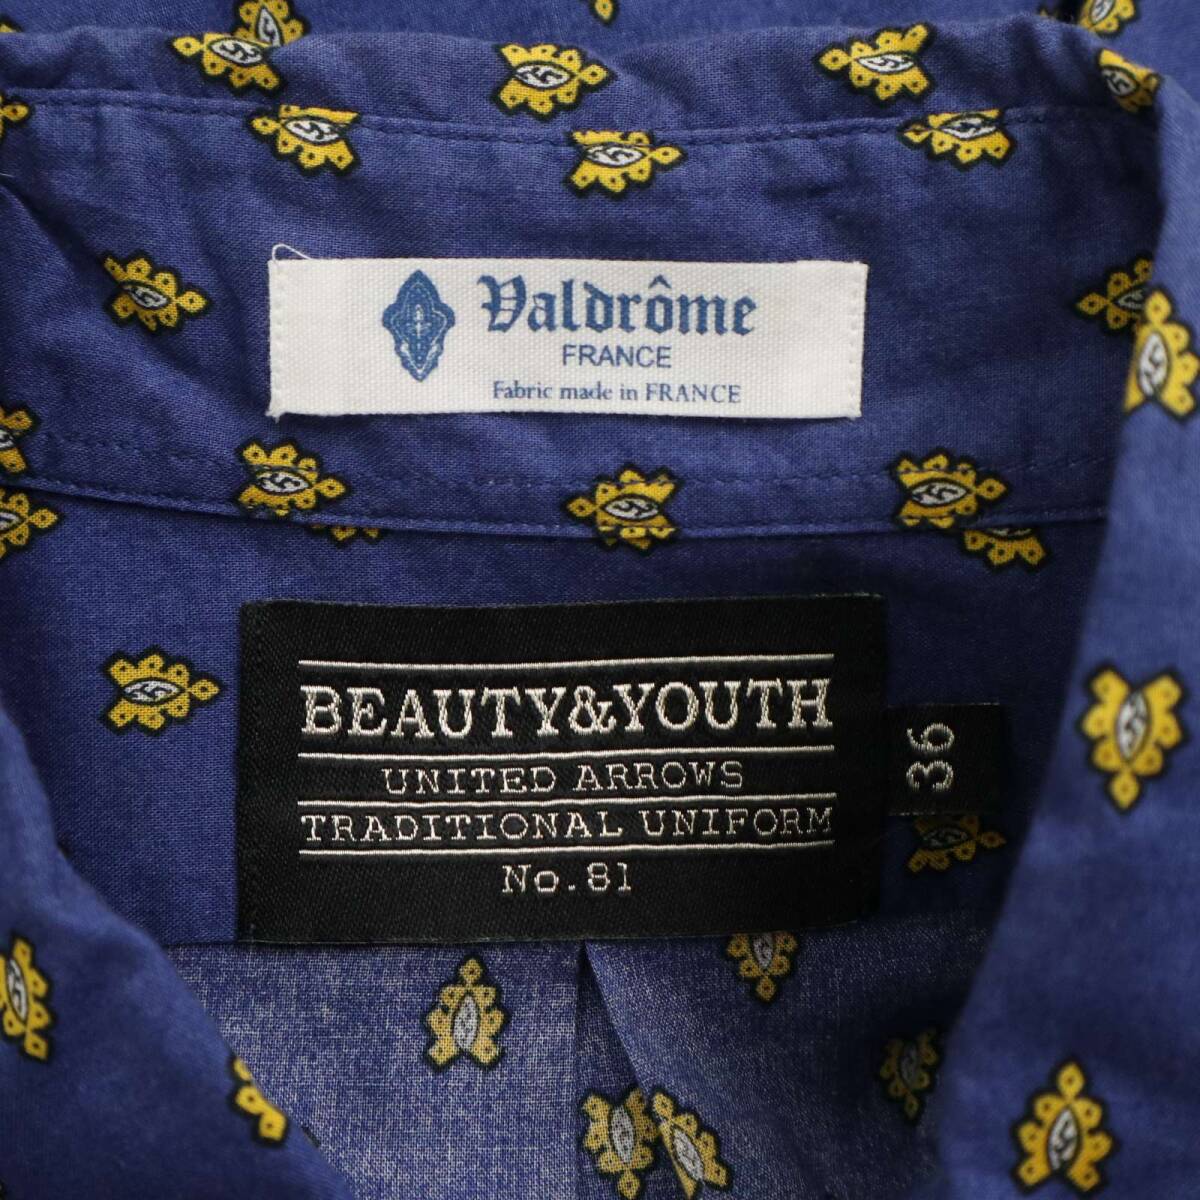 Valdrôme
FRANCE
Fabric made in FRANCE
BEAUTY&YOUTH
UNITED ARROWS
TRADITIONAL UNIFORM
No.81
36